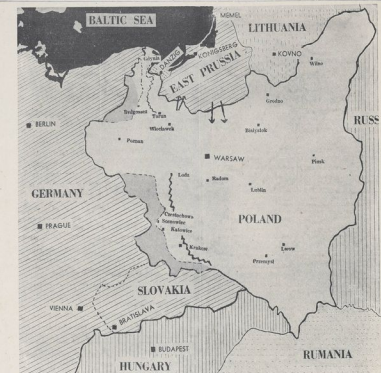 BALTIC SEA
MEMEL
LITHUANIA
KONIGSBERG
KOVNO
Wilno
DANZIG
EAST PRUSSIA
Grodno
Bydgoszcz
Torun
Wloclawek
Bialystok
RUSS
BERLIN
Poznan
WARSAW
Pinsk
Lodz
Radom
Lublin
GERMANY
Czestochowa
Sosnowiec
Katowice
POLAND
PRAGUE
Krakow
Lwow
Przemysl
SLOVAKIA
VIENNA
BRATISLAVA
BUDAPEST
RUMANIA
HUNGARY